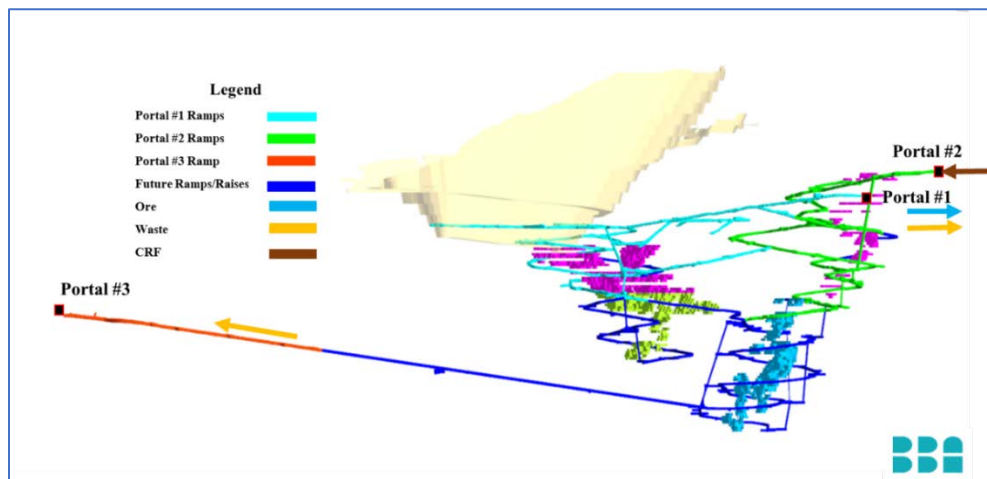 Legend
Portal #1 Ramps
Portal #2 Ramps
Portal #3 Ramp
Future Ramps/Raises
Ore
Waste
CRF
Portal #2
Portal #1
Portal #3
BBA